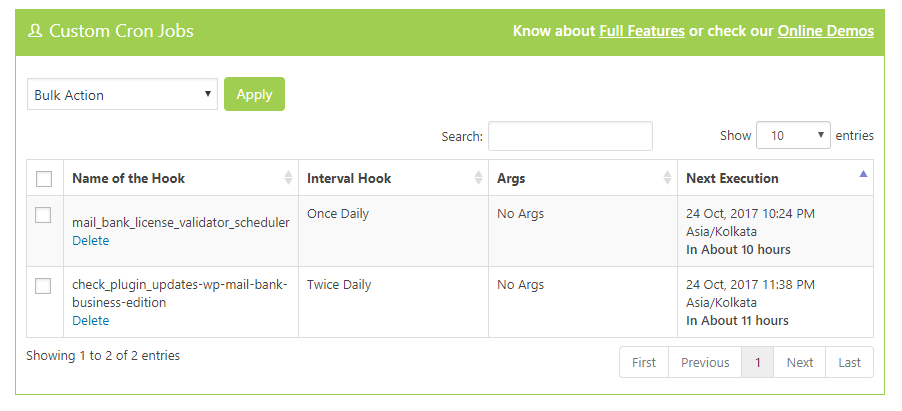 Custom Cron Jobs
Know about Full Features or check our Online Demos
Bulk Action
Apply
Search:
Show 10 entries
Name of the Hook Interval Hook Args Next Execution
mail_bank_license_validator_scheduler
Delete
Once Daily
No Args
24 Oct, 2017 10:24 PM
Asia/Kolkata
In About 10 hours
check_plugin_updates-wp-mail-bank-
business-edition
Delete
Twice Daily
No Args
24 Oct, 2017 11:38 PM
Asia/Kolkata
In About 11 hours
Showing 1 to 2 of 2 entries
First Previous 1 Next Last